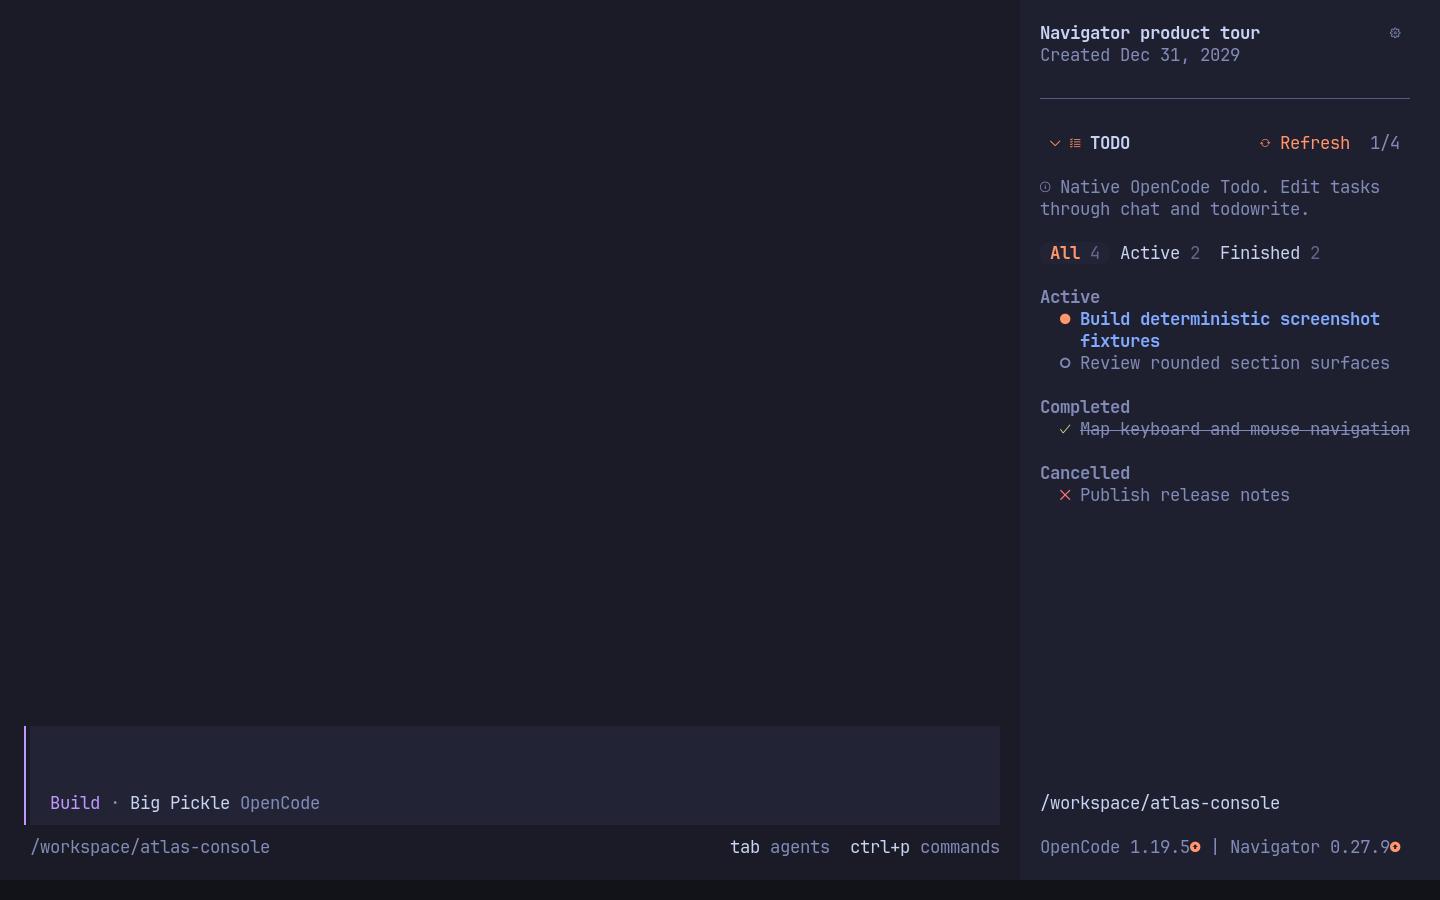 Navigator product tour
Created Dec 31, 2029
TODO Refresh 1/4
Native OpenCode Todo. Edit tasks
through chat and todowrite.
All 4 Active 2 Finished 2
Active
Build deterministic screenshot
fixtures
Review rounded section surfaces
Completed
Map keyboard and mouse navigation
Cancelled
Publish release notes
Build · Big Pickle OpenCode
/workspace/atlas-console
tab agents ctrl+p commands
/workspace/atlas-console
OpenCode 1.19.5 | Navigator 0.27.9